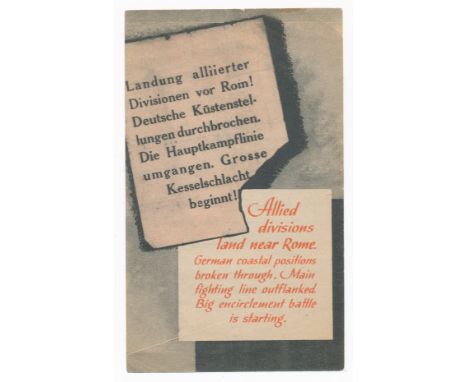 Landung alliierter
Divisionen vor Rom!
Deutsche Küstenstel-
lungen durchbrochen.
Die Hauptkampflinie
umgangen. Grosse
Kesselschlacht
beginnt!
Allied
divisions
land near Rome.
German coastal positions
broken through. Main
fighting line outflanked.
Big encirclement battle
is starting.